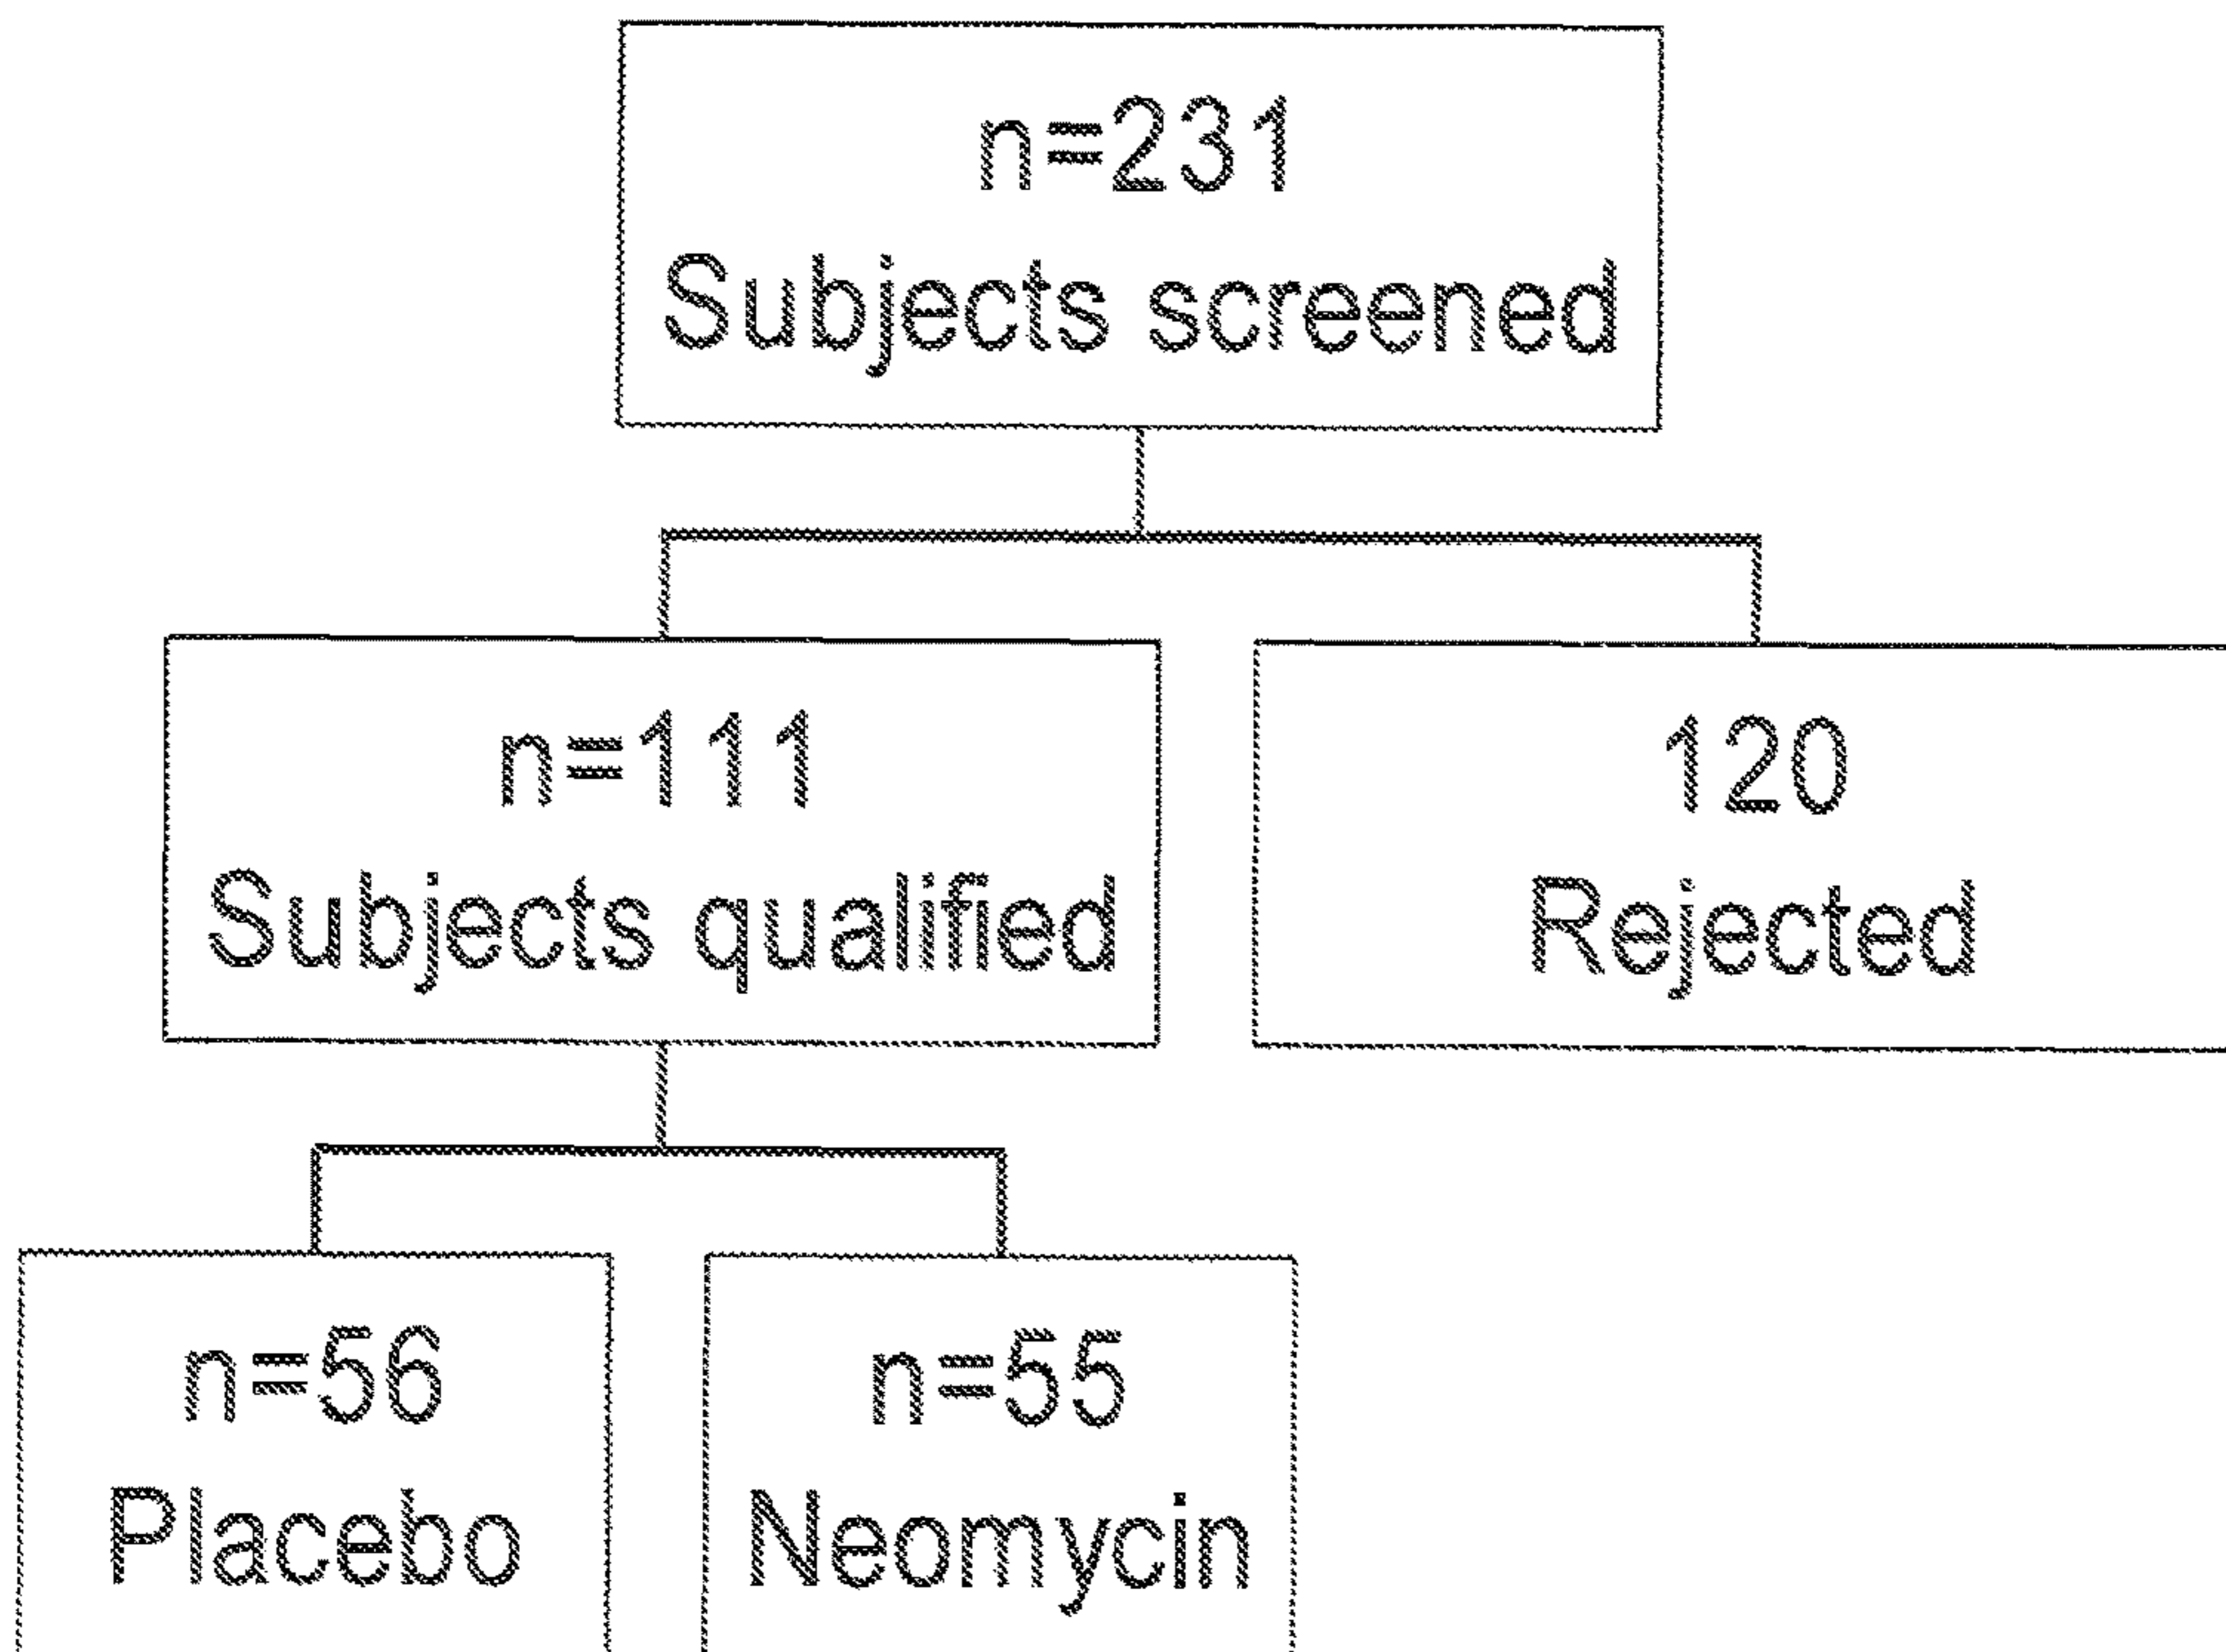 n=231
Subjects screened
n=111
Subjects qualified
120
Rejected
n=56
Placebo
n=55
Neomycin